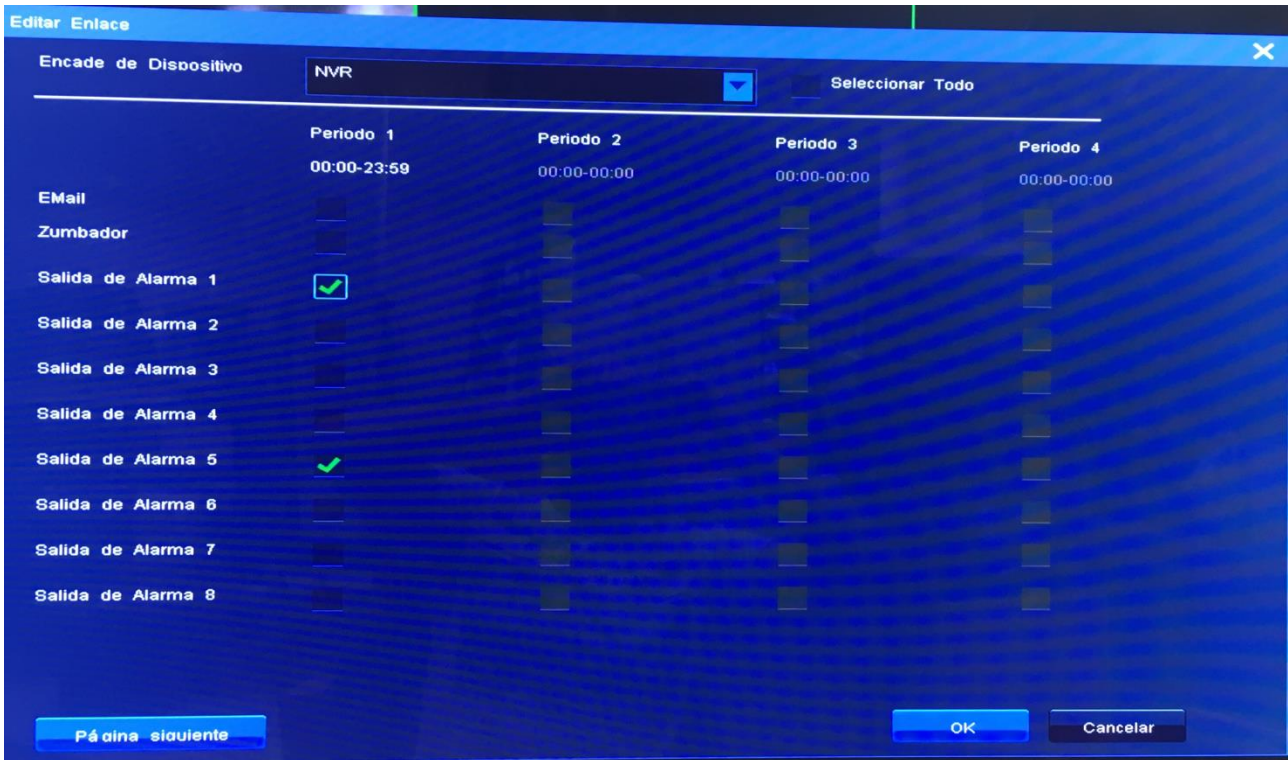 Editar Enlace
Encade de Dispositivo NVR Seleccionar Todo
Periodo 1 Periodo 2 Periodo 3 Periodo 4
00:00-23:59 00:00-00:00 00:00-00:00 00:00-00:00
EMail
Zumbador
Salida de Alarma 1
Salida de Alarma 2
Salida de Alarma 3
Salida de Alarma 4
Salida de Alarma 5
Salida de Alarma 6
Salida de Alarma 7
Salida de Alarma 8
Página siguiente OK Cancelar